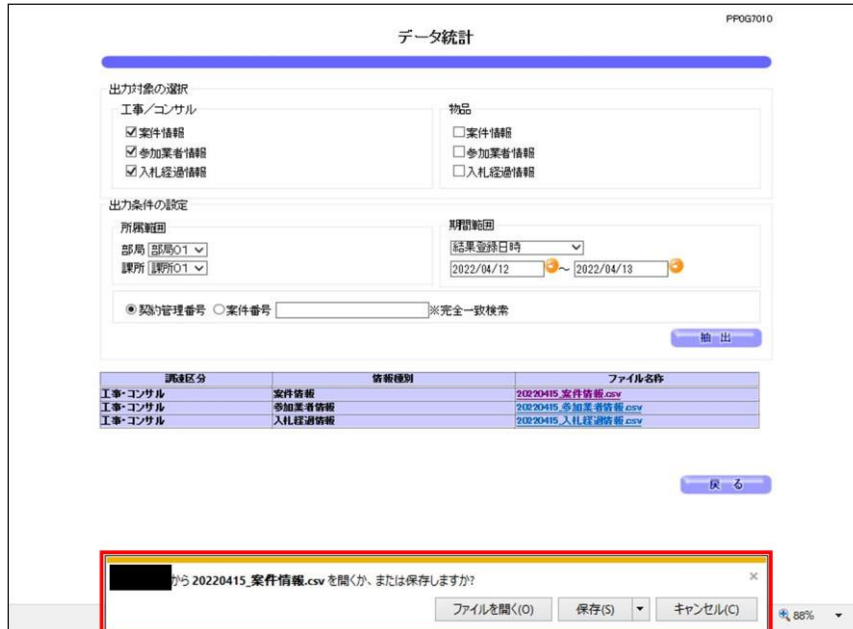 PP0G7010
データ統計
出力対象の選択
工事／コンサル
案件情報
参加業者情報
入札経過情報
物品
案件情報
参加業者情報
入札経過情報
出力条件の設定
所属範囲
部局 部局01
課所 課所01
期間範囲
結果登録日時
2022/04/12 ～ 2022/04/13
契約管理番号 案件番号 ※完全一致検索
抽 出
調達区分 情報種別 ファイル名称
工事・コンサル 案件情報 20220415_案件情報.csv
工事・コンサル 参加業者情報 20220415_参加業者情報.csv
工事・コンサル 入札経過情報 20220415_入札経過情報.csv
戻 る
から 20220415_案件情報.csv を開くか、または保存しますか? ×
ファイルを開く(O) 保存(S) ▼ キャンセル(C)
88% ▼